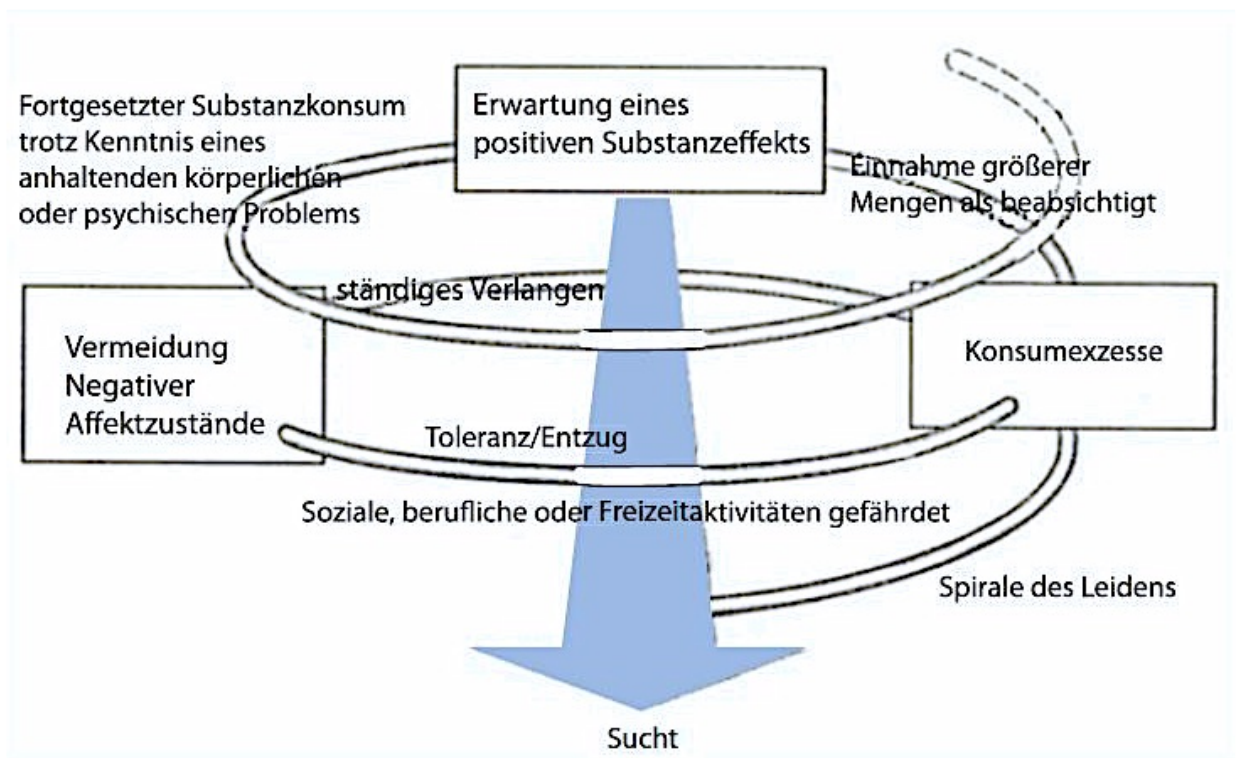 Fortgesetzter Substanzkonsum
trotz Kenntnis eines
anhaltenden körperlichen
oder psychischen Problems
Erwartung eines
positiven Substanzeffekts
Einnahme größerer
Mengen als beabsichtigt
ständiges Verlangen
Vermeidung
Negativer
Affektzustände
Konsumexzesse
Toleranz/Entzug
Soziale, berufliche oder Freizeitaktivitäten gefährdet
Spirale des Leidens
Sucht